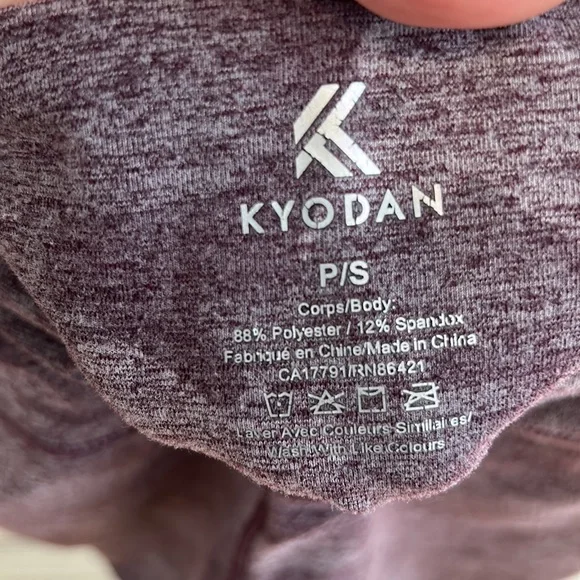 KYODAN
P/S
Corps/Body:
88% Polyester / 12% Spandex
Fabriqué en Chine/Made in China
CA17791/RN86421
Laver Avec Couleurs Similaires/
Wash With Like Colours